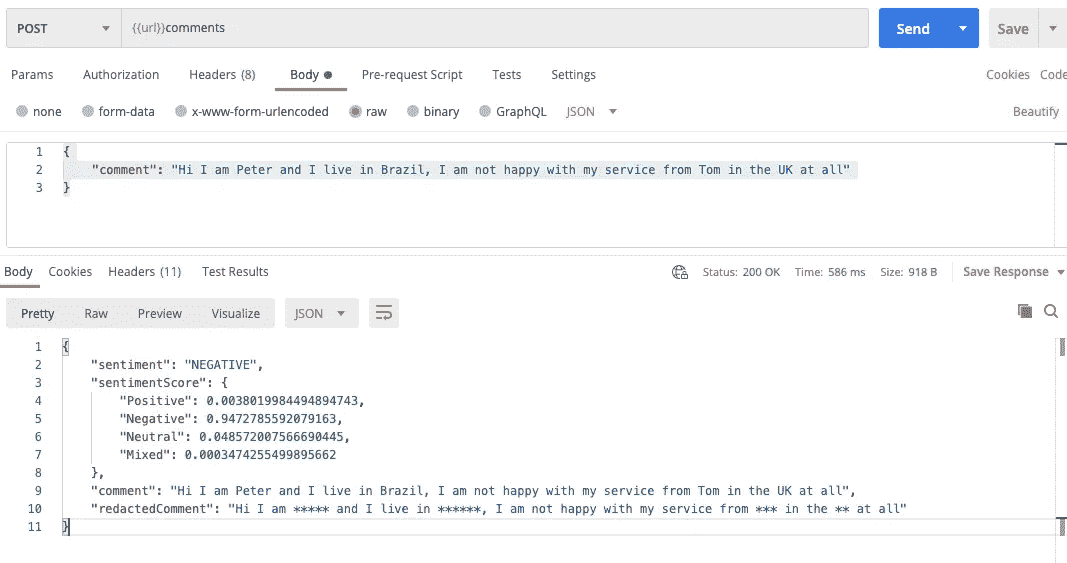 POST {{url}}comments Send Save
Params Authorization Headers (8) Body Pre-request Script Tests Settings Cookies Code
none form-data x-www-form-urlencoded raw binary GraphQL JSON Beautify
1 {
2 "comment": "Hi I am Peter and I live in Brazil, I am not happy with my service from Tom in the UK at all"
3 }
Body Cookies Headers (11) Test Results Status: 200 OK Time: 586 ms Size: 918 B Save Response
Pretty Raw Preview Visualize JSON
1 {
2 "sentiment": "NEGATIVE",
3 "sentimentScore": {
4 "Positive": 0.0038019984494894743,
5 "Negative": 0.9472785592079163,
6 "Neutral": 0.048572007566690445,
7 "Mixed": 0.0003474255499895662
8 },
9 "comment": "Hi I am Peter and I live in Brazil, I am not happy with my service from Tom in the UK at all",
10 "redactedComment": "Hi I am ***** and I live in ******, I am not happy with my service from *** in the ** at all"
11 }